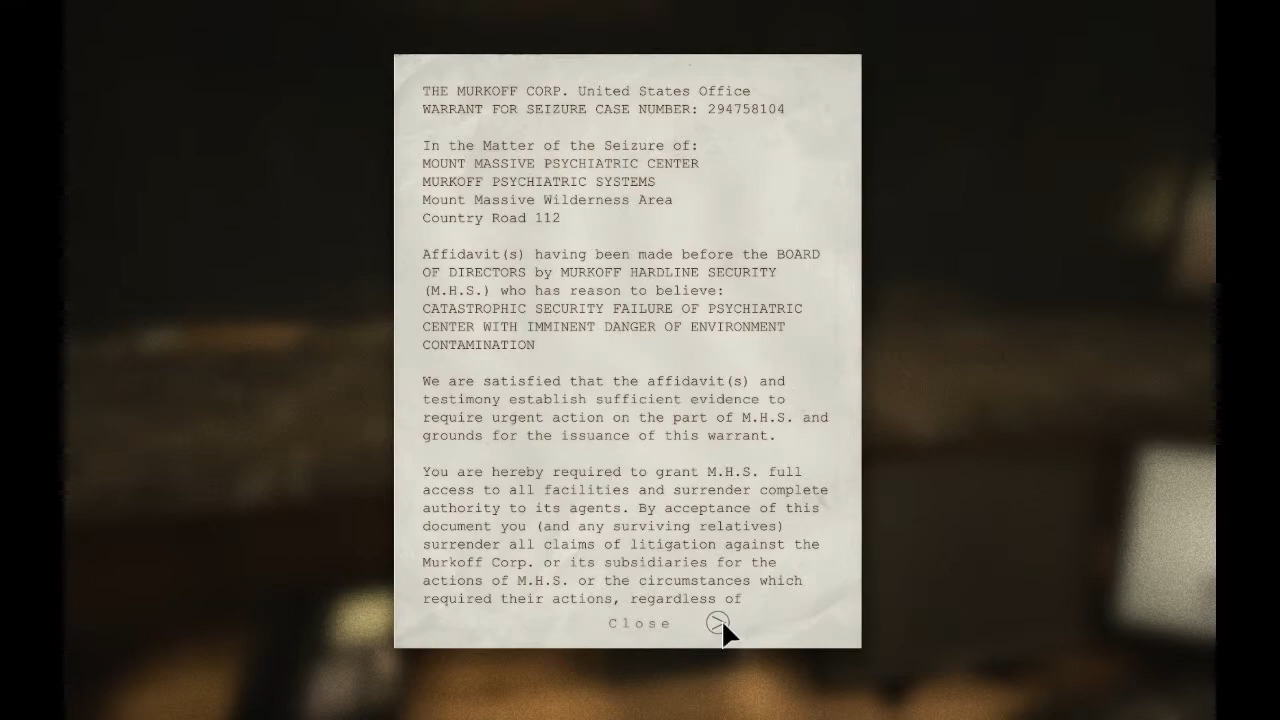 THE MURKOFF CORP. United States Office
WARRANT FOR SEIZURE CASE NUMBER: 294758104
In the Matter of the Seizure of:
MOUNT MASSIVE PSYCHIATRIC CENTER
MURKOFF PSYCHIATRIC SYSTEMS
Mount Massive Wilderness Area
Country Road 112
Affidavit(s) having been made before the BOARD
OF DIRECTORS by MURKOFF HARDLINE SECURITY
(M.H.S.) who has reason to believe:
CATASTROPHIC SECURITY FAILURE OF PSYCHIATRIC
CENTER WITH IMMINENT DANGER OF ENVIRONMENT
CONTAMINATION
We are satisfied that the affidavit(s) and
testimony establish sufficient evidence to
require urgent action on the part of M.H.S. and
grounds for the issuance of this warrant.
You are hereby required to grant M.H.S. full
access to all facilities and surrender complete
authority to its agents. By acceptance of this
document you (and any surviving relatives)
surrender all claims of litigation against the
Murkoff Corp. or its subsidiaries for the
actions of M.H.S. or the circumstances which
required their actions, regardless of
Close >